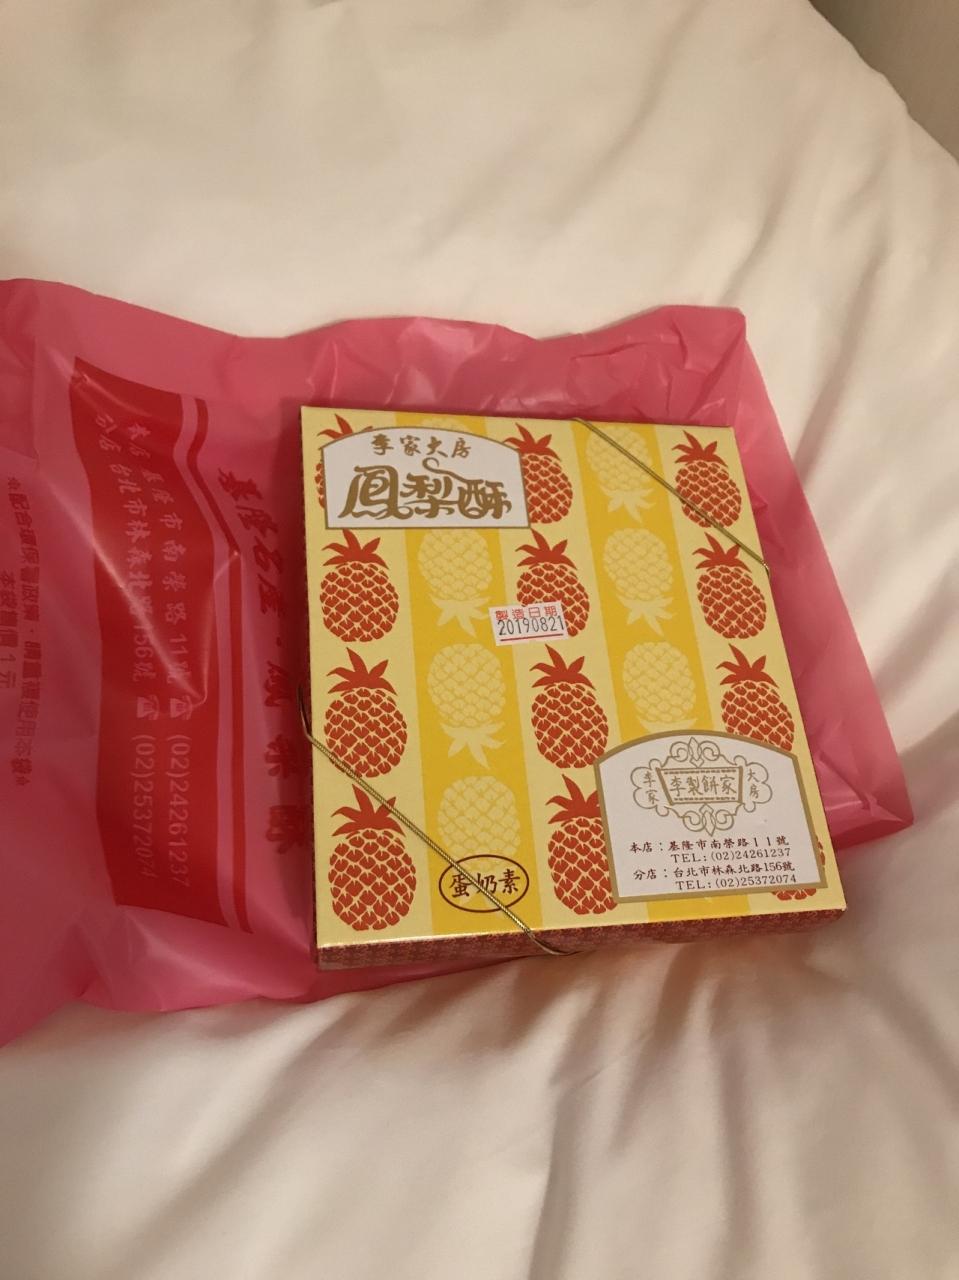 李家大房
鳳梨酥
製造日期
20190821
蛋奶素
李家
李製餅家
大房
本店：基隆市南榮路11號
TEL:(02)24261237
分店：台北市林森北路156號
TEL:(02)25372074
基隆名產．鳳梨酥
本店 基隆市南榮路11號 ☎ (02)24261237
分店 台北市林森北路156號 ☎ (02)25372074